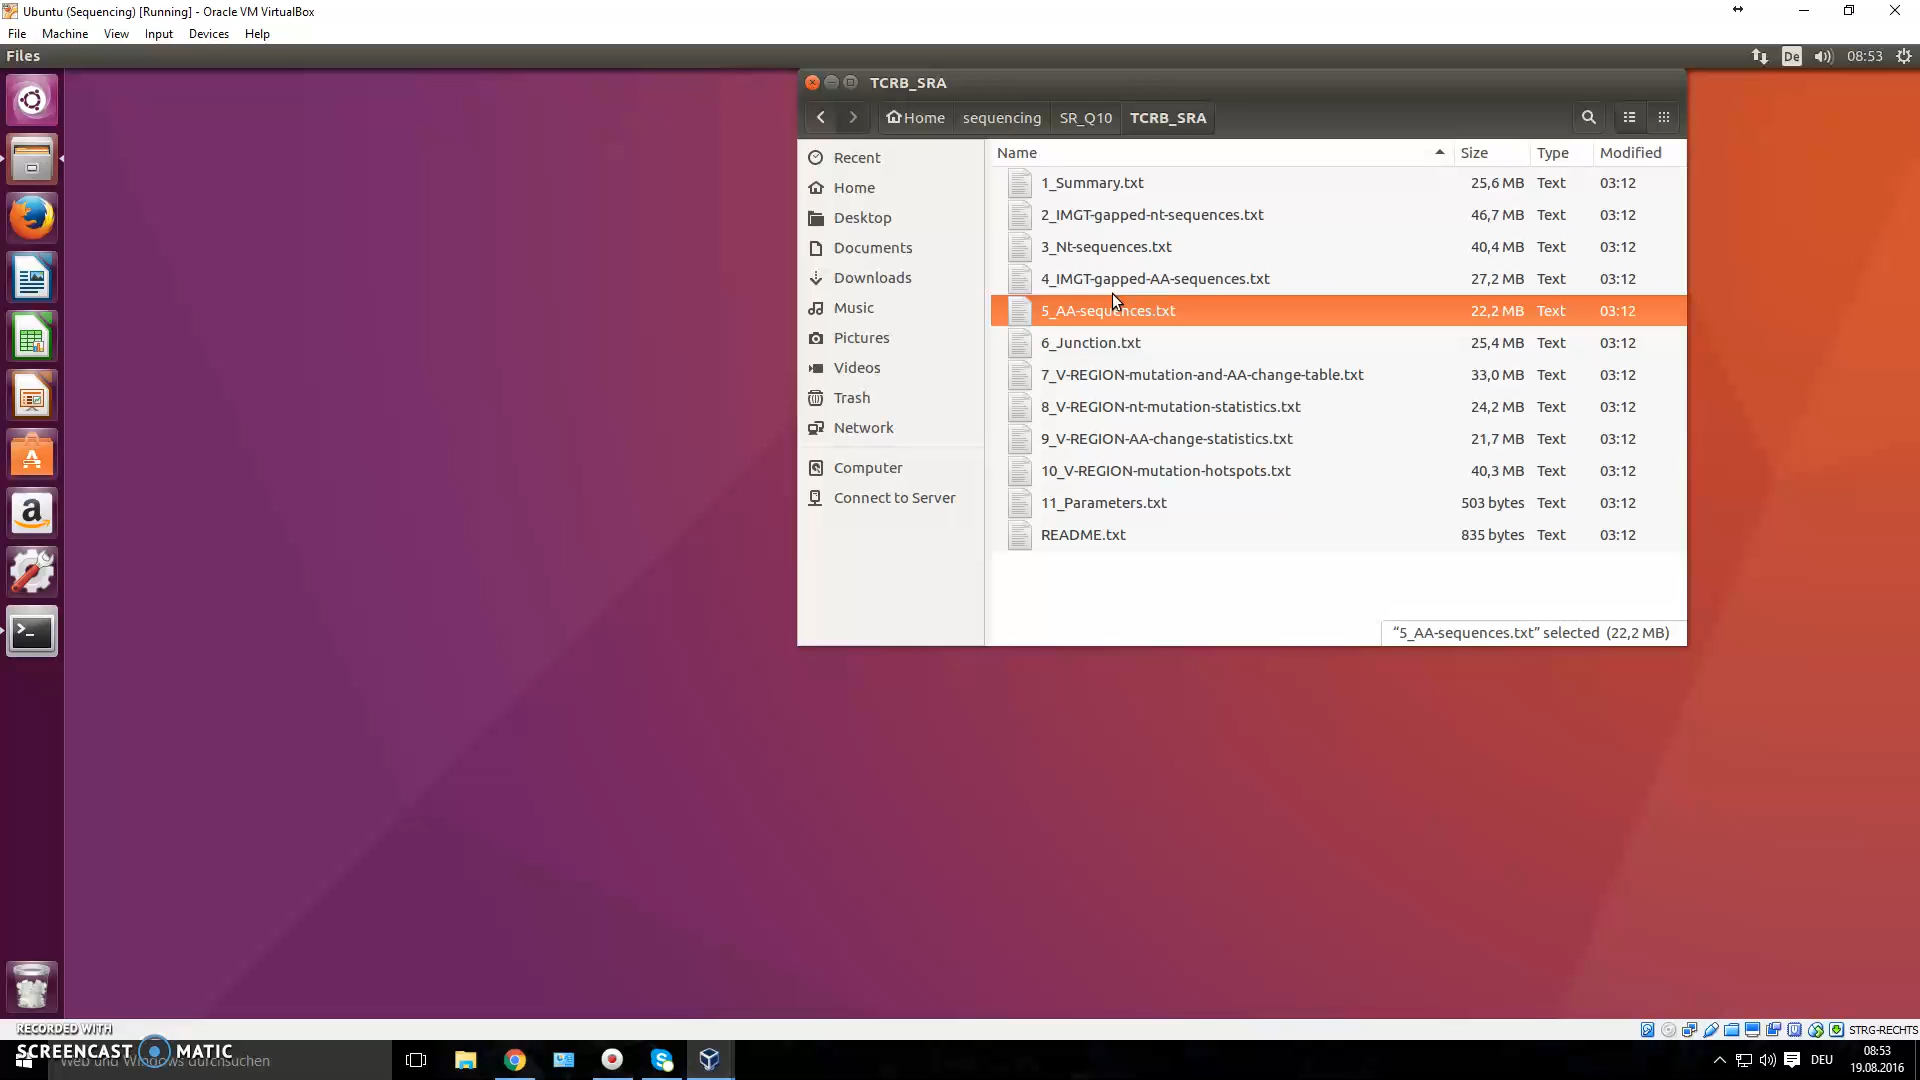 Ubuntu (Sequencing) [Running] - Oracle VM VirtualBox
File Machine View Input Devices Help
Files De 08:53
TCRB_SRA
Home sequencing SR_Q10 TCRB_SRA
Name Size Type Modified
Recent
Home
Desktop
Documents
Downloads
Music
Pictures
Videos
Trash
Network
Computer
Connect to Server
1_Summary.txt 25,6 MB Text 03:12
2_IMGT-gapped-nt-sequences.txt 46,7 MB Text 03:12
3_Nt-sequences.txt 40,4 MB Text 03:12
4_IMGT-gapped-AA-sequences.txt 27,2 MB Text 03:12
5_AA-sequences.txt 22,2 MB Text 03:12
6_Junction.txt 25,4 MB Text 03:12
7_V-REGION-mutation-and-AA-change-table.txt 33,0 MB Text 03:12
8_V-REGION-nt-mutation-statistics.txt 24,2 MB Text 03:12
9_V-REGION-AA-change-statistics.txt 21,7 MB Text 03:12
10_V-REGION-mutation-hotspots.txt 40,3 MB Text 03:12
11_Parameters.txt 503 bytes Text 03:12
README.txt 835 bytes Text 03:12
“5_AA-sequences.txt” selected (22,2 MB)
a
STRG-RECHTS
RECORDED WITH
SCREENCAST MATIC
Web und Windows durchsuchen
DEU
08:53
19.08.2016